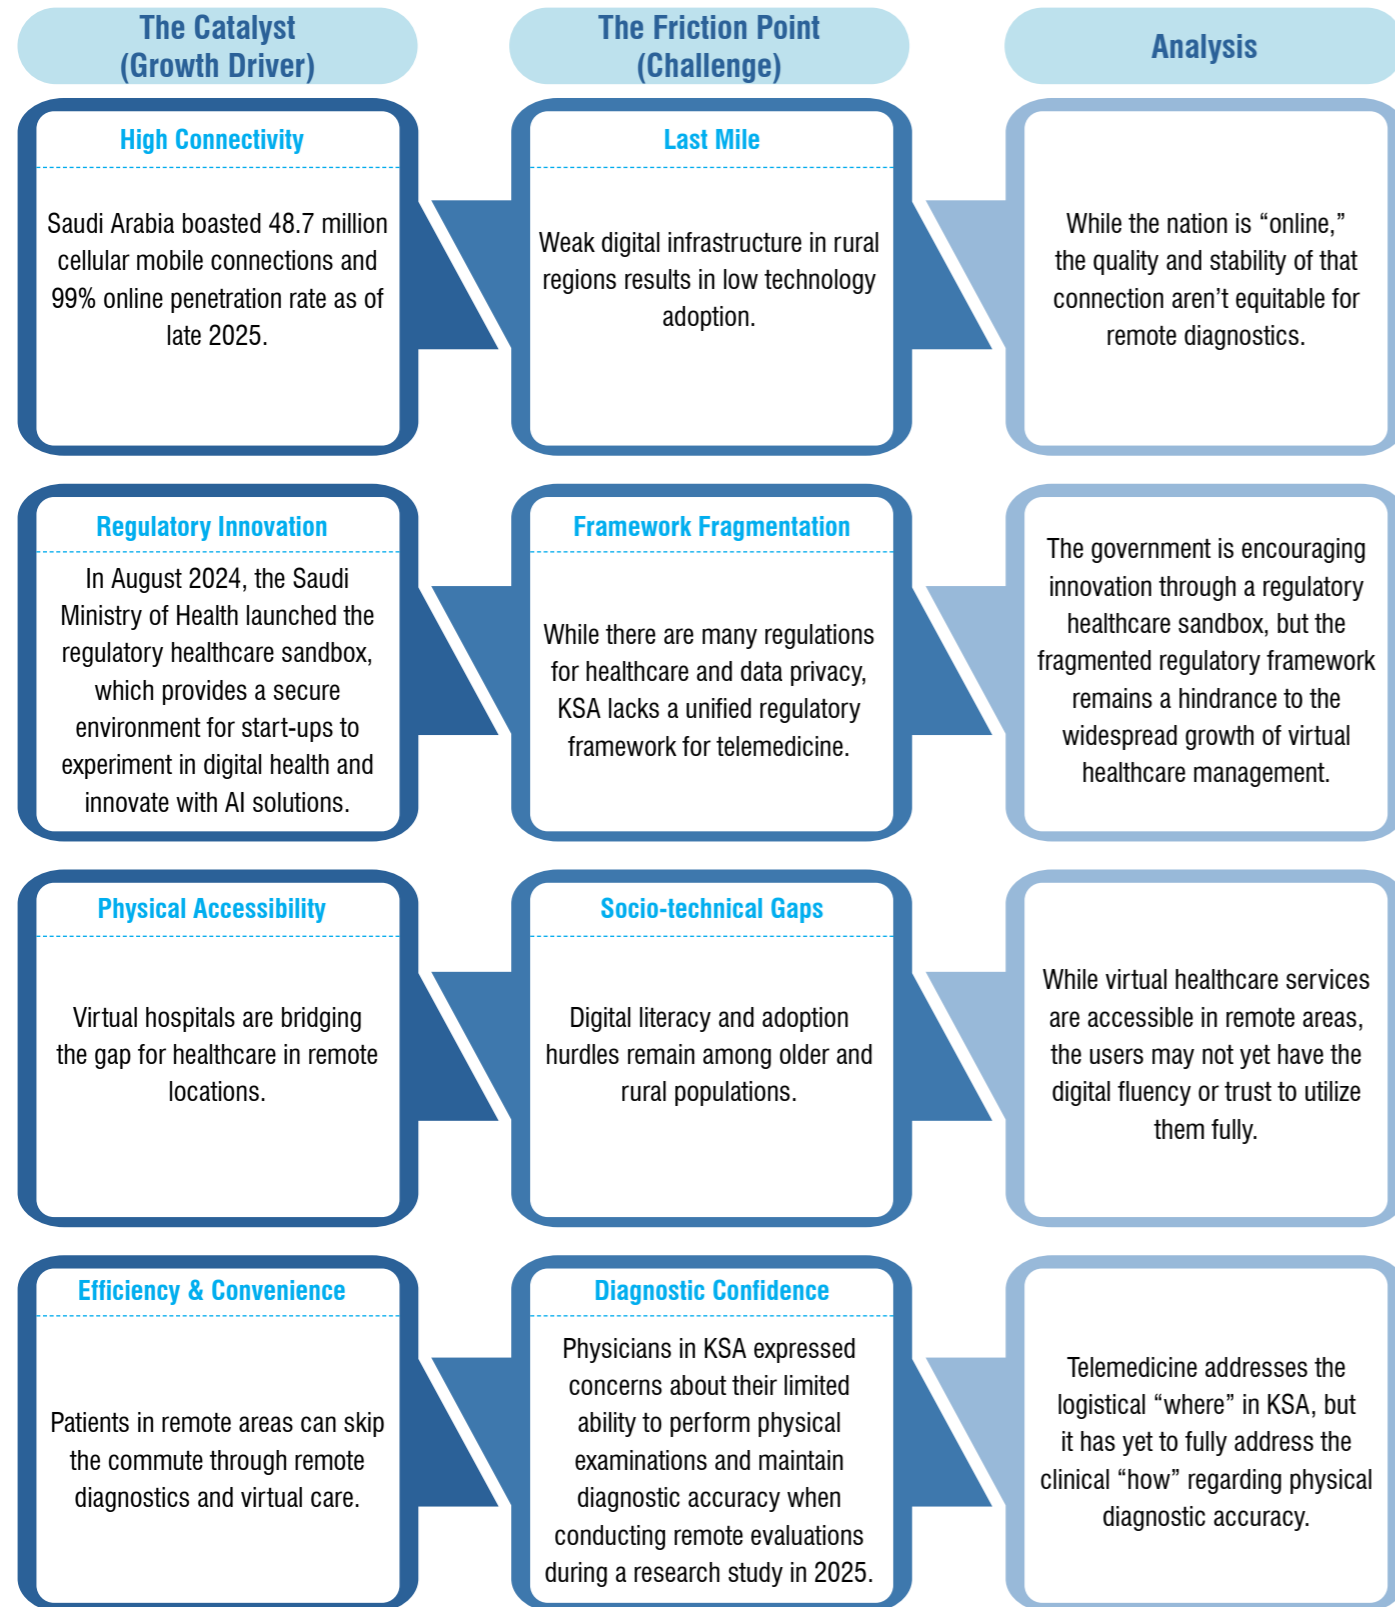 The Catalyst
(Growth Driver)
The Friction Point
(Challenge)
Analysis
High Connectivity
Saudi Arabia boasted 48.7 million
cellular mobile connections and
99% online penetration rate as of
late 2025.
Last Mile
Weak digital infrastructure in rural
regions results in low technology
adoption.
While the nation is “online,”
the quality and stability of that
connection aren’t equitable for
remote diagnostics.
Regulatory Innovation
In August 2024, the Saudi
Ministry of Health launched the
regulatory healthcare sandbox,
which provides a secure
environment for start-ups to
experiment in digital health and
innovate with AI solutions.
Framework Fragmentation
While there are many regulations
for healthcare and data privacy,
KSA lacks a unified regulatory
framework for telemedicine.
The government is encouraging
innovation through a regulatory
healthcare sandbox, but the
fragmented regulatory framework
remains a hindrance to the
widespread growth of virtual
healthcare management.
Physical Accessibility
Virtual hospitals are bridging
the gap for healthcare in remote
locations.
Socio-technical Gaps
Digital literacy and adoption
hurdles remain among older and
rural populations.
While virtual healthcare services
are accessible in remote areas,
the users may not yet have the
digital fluency or trust to utilize
them fully.
Efficiency & Convenience
Patients in remote areas can skip
the commute through remote
diagnostics and virtual care.
Diagnostic Confidence
Physicians in KSA expressed
concerns about their limited
ability to perform physical
examinations and maintain
diagnostic accuracy when
conducting remote evaluations
during a research study in 2025.
Telemedicine addresses the
logistical “where” in KSA, but
it has yet to fully address the
clinical “how” regarding physical
diagnostic accuracy.